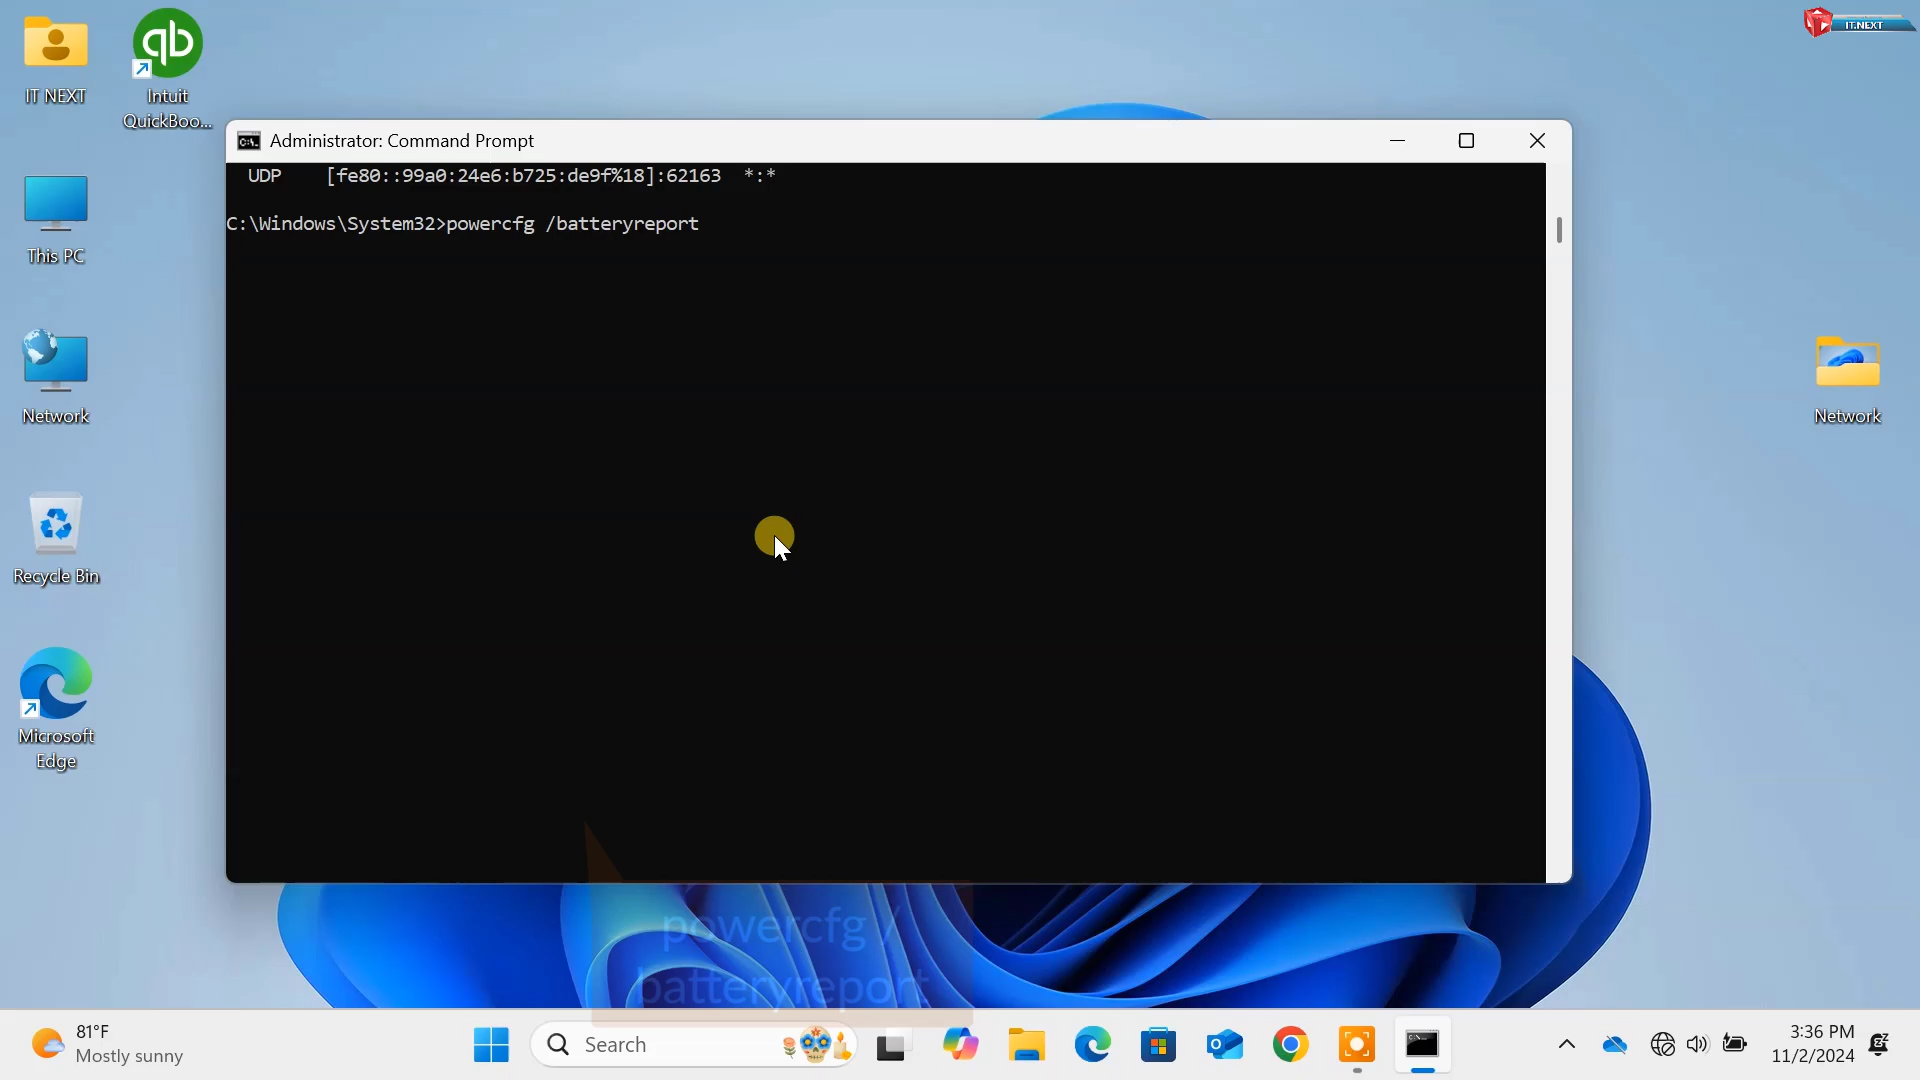 IT NEXT
Intuit
QuickBoo...
IT.NEXT
Administrator: Command Prompt
UDP    [fe80::99a0:24e6:b725:de9f%18]:62163  *:*
C:\Windows\System32>powercfg /batteryreport
This PC
Network
Network
Recycle Bin
Microsoft
Edge
powercfg /
batteryreport
81°F
Mostly sunny
Search
3:36 PM
11/2/2024